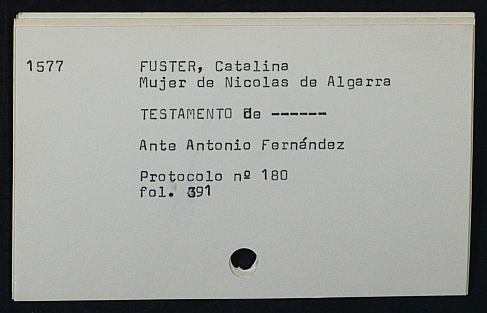 1577 FUSTER, Catalina
Mujer de Nicolas de Algarra
TESTAMENTO de ------
Ante Antonio Fernández
Protocolo nº 180
fol. 391